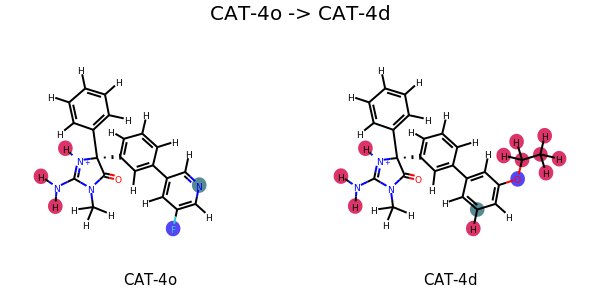 CAT-4o -> CAT-4d
H H
H H H H
H H H H H H H
H H H H H H H H
H H N+ H H H N+ H H
H N O N H N O O
N N H N H H
H H H H H H H H
H F H H
CAT-4o CAT-4d